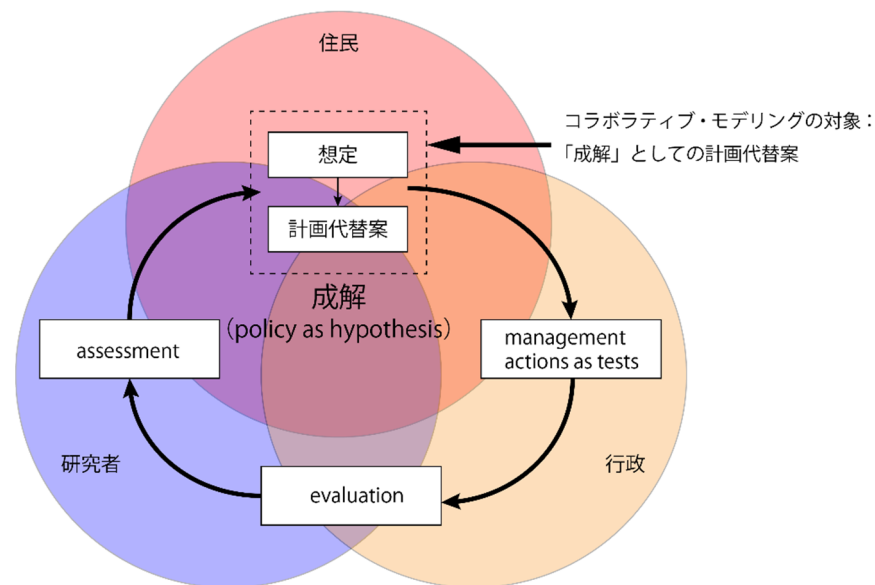 住民
コラボラティブ・モデリングの対象：
「成解」としての計画代替案
想定
計画代替案
成解
（policy as hypothesis）
assessment
management
actions as tests
研究者
行政
evaluation